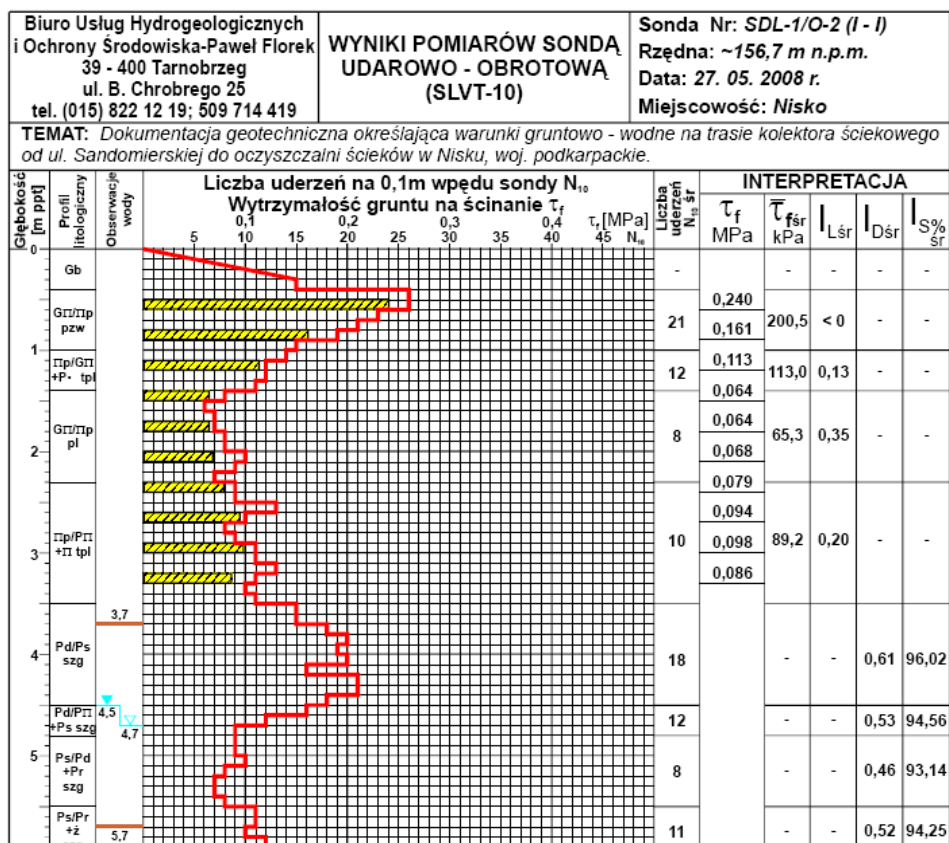 Biuro Usług Hydrogeologicznych
i Ochrony Środowiska-Paweł Florek
39 - 400 Tarnobrzeg
ul. B. Chrobrego 25
tel. (015) 822 12 19; 509 714 419
WYNIKI POMIARÓW SONDĄ
UDAROWO - OBROTOWĄ
(SLVT-10)
Sonda Nr: SDL-1/O-2 (I - I)
Rzędna: ~156,7 m n.p.m.
Data: 27. 05. 2008 r.
Miejscowość: Nisko
TEMAT: Dokumentacja geotechniczna określająca warunki gruntowo - wodne na trasie kolektora ściekowego
od ul. Sandomierskiej do oczyszczalni ścieków w Nisku, woj. podkarpackie.
Głębokość
[m ppt]
Profil
litologiczny
Obserwacje
wody
Liczba uderzeń na 0,1m wpędu sondy N₁₀
Wytrzymałość gruntu na ścinanie τf
0,1 0,2 0,3 0,4 τf[MPa]
5 10 15 20 25 30 35 40 45 N₁₀
Liczba
uderzeń
N₁₀ śr
INTERPRETACJA
τf
MPa
τ̅fśr
kPa
ILśr
IDśr
IS%
śr
0
Gb
- - - - -
GΠ/Πp
pzw
0,240
0,161
21 200,5 < 0 - -
1
Πp/GΠ
+P- tpl
0,113
12 113,0 0,13 - -
0,064
GΠ/Πp
pl
0,064
8 65,3 0,35 - -
2
0,068
0,079
Πp/PΠ
+Π tpl
0,094
10 89,2 0,20 - -
0,098
3
0,086
3,7
Pd/Ps
szg
4
18 - - 0,61 96,02
4,5
4,7
Pd/PΠ
+Ps szg
12 - - 0,53 94,56
5
Ps/Pd
+Pr
szg
8 - - 0,46 93,14
Ps/Pr
+ż
5,7
11 - - 0,52 94,25